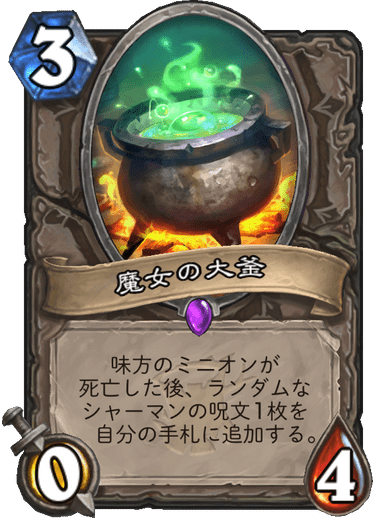 3
魔女の大釜
味方のミニオンが
死亡した後、ランダムな
シャーマンの呪文1枚を
自分の手札に追加する。
0
4